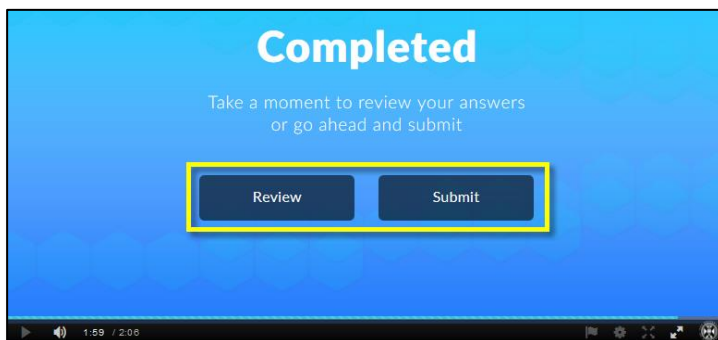 Completed
Take a moment to review your answers
or go ahead and submit
Review Submit
1:59 / 2:06